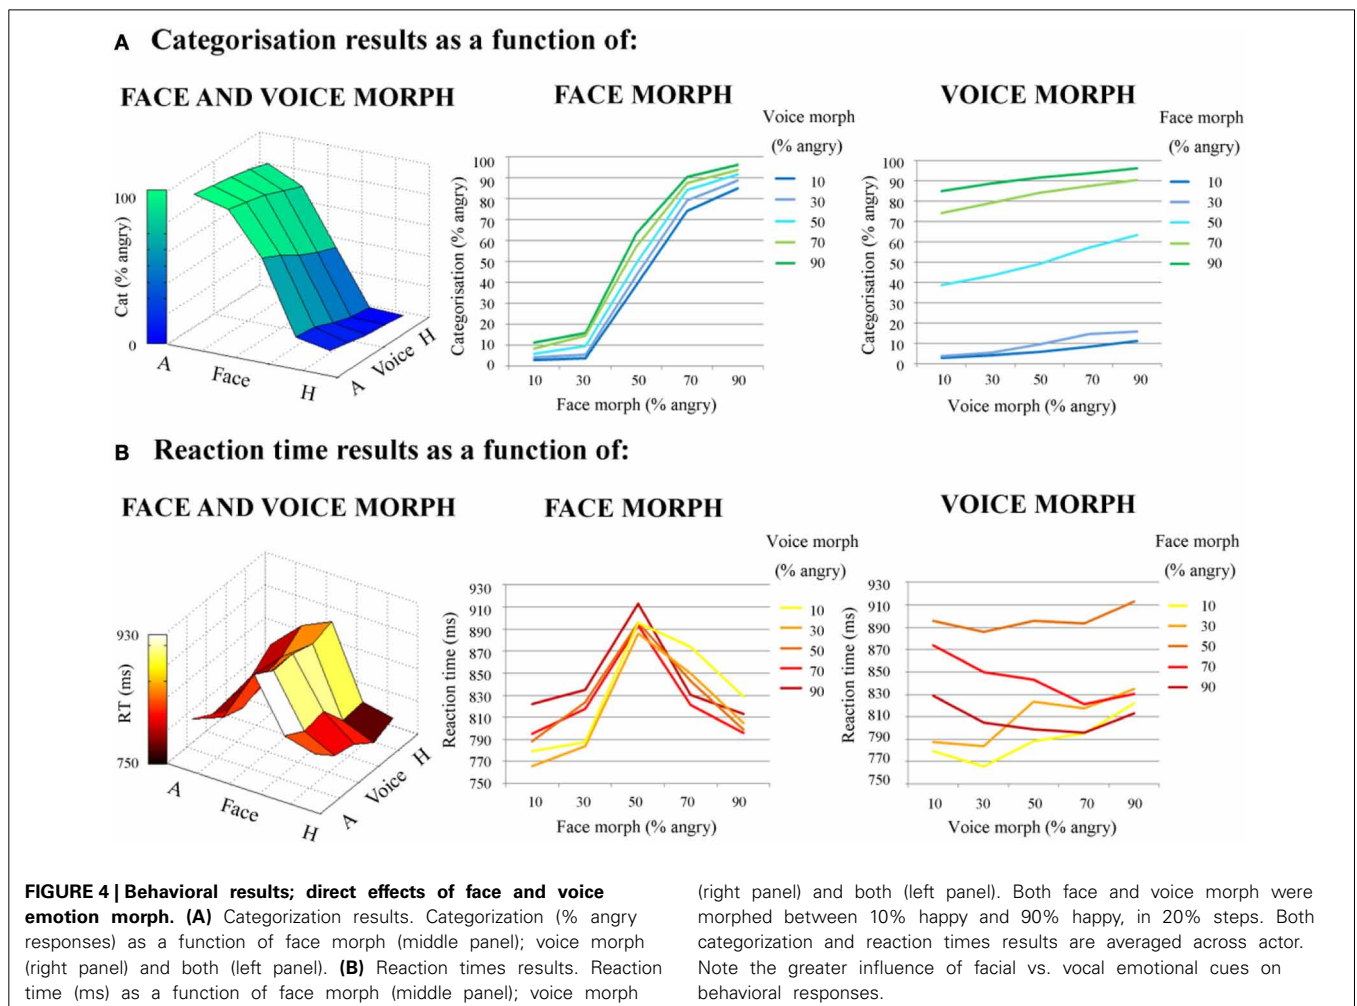 A Categorisation results as a function of:
FACE AND VOICE MORPH
Cat (% angry)
100
0
A
Face
H
A
Voice
H
FACE MORPH
Voice morph
(% angry)
10
30
50
70
90
Categorisation (% angry)
100
90
80
70
60
50
40
30
20
10
0
10 30 50 70 90
Face morph (% angry)
VOICE MORPH
Face morph
(% angry)
10
30
50
70
90
Categorisation (% angry)
100
90
80
70
60
50
40
30
20
10
0
10 30 50 70 90
Voice morph (% angry)
B Reaction time results as a function of:
FACE AND VOICE MORPH
RT (ms)
930
750
A
Face
H
A
Voice
H
FACE MORPH
Voice morph
(% angry)
10
30
50
70
90
Reaction time (ms)
930
910
890
870
850
830
810
790
770
750
10 30 50 70 90
Face morph (% angry)
VOICE MORPH
Face morph
(% angry)
10
30
50
70
90
Reaction time (ms)
930
910
890
870
850
830
810
790
770
750
10 30 50 70 90
Voice morph (% angry)
FIGURE 4 | Behavioral results; direct effects of face and voice
emotion morph. (A) Categorization results. Categorization (% angry
responses) as a function of face morph (middle panel); voice morph
(right panel) and both (left panel). (B) Reaction times results. Reaction
time (ms) as a function of face morph (middle panel); voice morph
(right panel) and both (left panel). Both face and voice morph were
morphed between 10% happy and 90% happy, in 20% steps. Both
categorization and reaction times results are averaged across actor.
Note the greater influence of facial vs. vocal emotional cues on
behavioral responses.